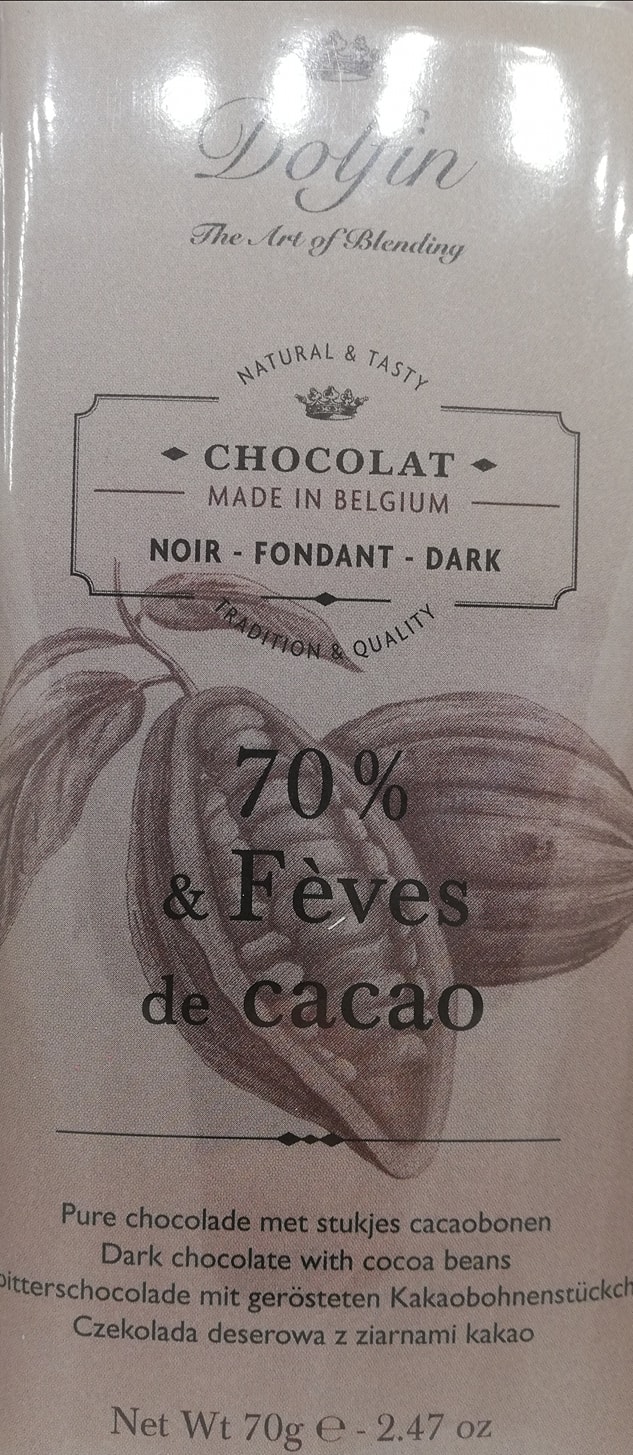 Dolfin
The Art of Blending
NATURAL & TASTY
CHOCOLAT
MADE IN BELGIUM
NOIR - FONDANT - DARK
TRADITION & QUALITY
70%
& Fèves
de cacao
Pure chocolade met stukjes cacaobonen
Dark chocolate with cocoa beans
mit gerösteten
Czekolada deserowa z ziarnami kakao
Net Wt 70g ℮ - 2.47 oz